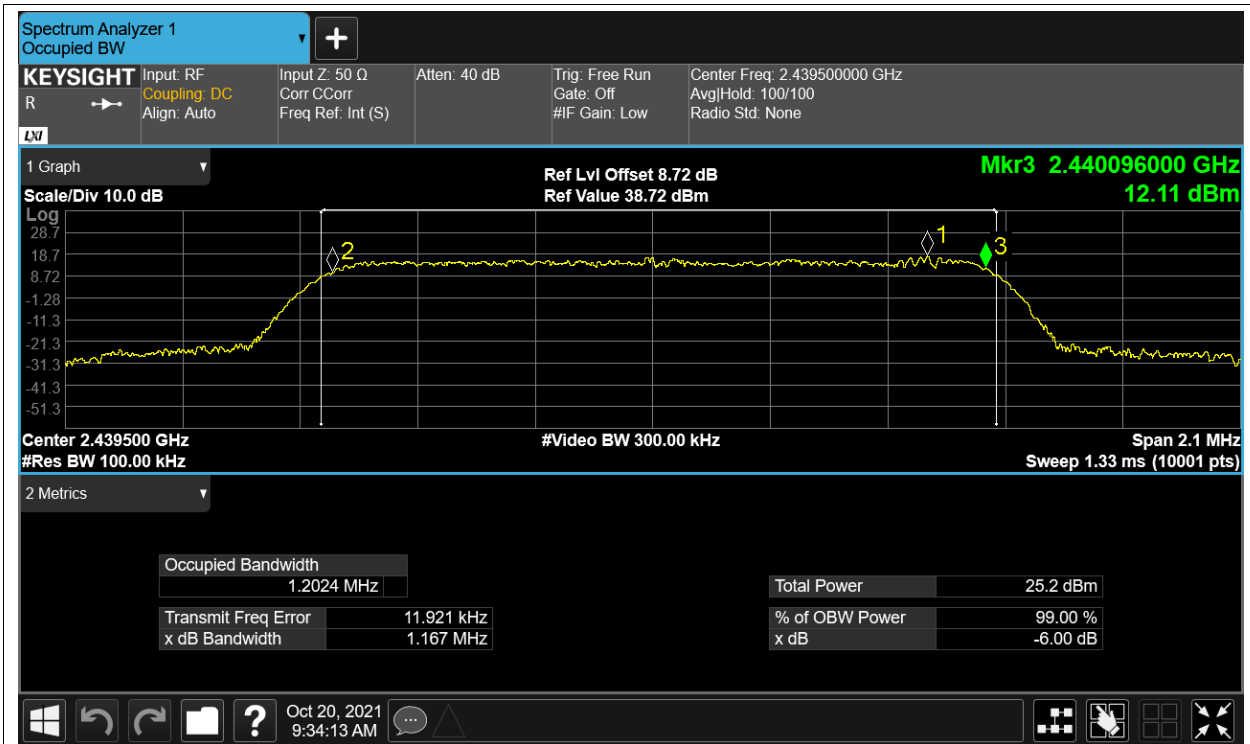 Spectrum Analyzer 1
Occupied BW
KEYSIGHT
R
LXI
Input: RF
Coupling: DC
Align: Auto
Input Z: 50 Ω
Corr CCorr
Freq Ref: Int (S)
Atten: 40 dB
Trig: Free Run
Gate: Off
#IF Gain: Low
Center Freq: 2.439500000 GHz
Avg|Hold: 100/100
Radio Std: None
1 Graph
Scale/Div 10.0 dB
Ref Lvl Offset 8.72 dB
Ref Value 38.72 dBm
Mkr3 2.440096000 GHz
12.11 dBm
Log
28.7
18.7
8.72
-1.28
-11.3
-21.3
-31.3
-41.3
-51.3
2
1
3
Center 2.439500 GHz
#Res BW 100.00 kHz
#Video BW 300.00 kHz
Span 2.1 MHz
Sweep 1.33 ms (10001 pts)
2 Metrics
Occupied Bandwidth
1.2024 MHz
Transmit Freq Error 11.921 kHz
x dB Bandwidth 1.167 MHz
Total Power 25.2 dBm
% of OBW Power 99.00 %
x dB -6.00 dB
?
Oct 20, 2021
9:34:13 AM